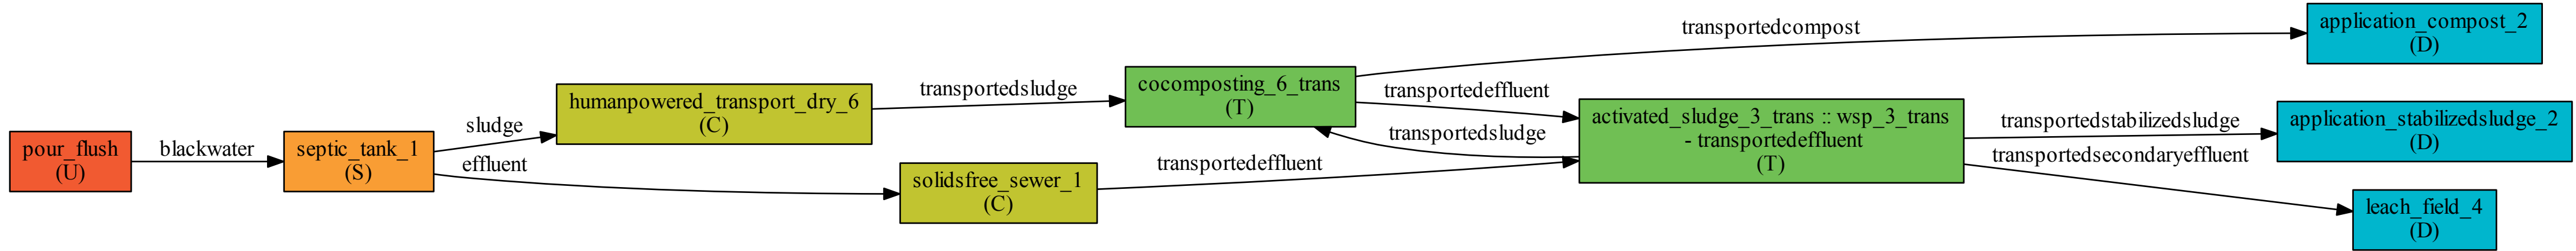 pour_flush
(U)
blackwater
septic_tank_1
(S)
sludge
effluent
humanpowered_transport_dry_6
(C)
solidsfree_sewer_1
(C)
transportedsludge
transportedeffluent
cocomposting_6_trans
(T)
transportedcompost
transportedeffluent
transportedsludge
activated_sludge_3_trans :: wsp_3_trans
- transportedeffluent
(T)
transportedstabilizedsludge
transportedsecondaryeffluent
application_compost_2
(D)
application_stabilizedsludge_2
(D)
leach_field_4
(D)